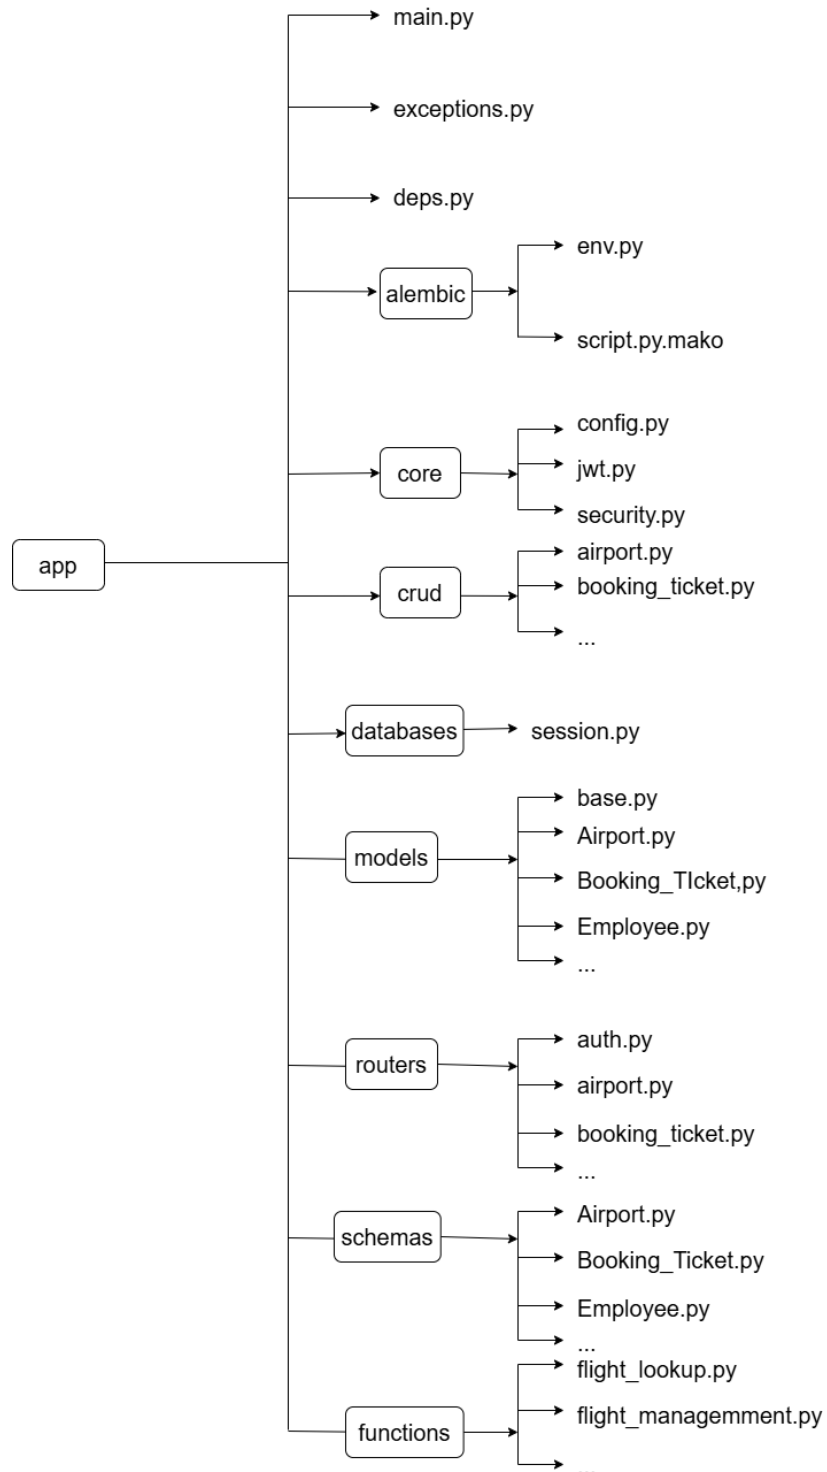 main.py
exceptions.py
deps.py
env.py
alembic
script.py.mako
config.py
core
jwt.py
security.py
app
airport.py
crud
booking_ticket.py
...
databases
session.py
base.py
Airport.py
models
Booking_TIcket,py
Employee.py
...
auth.py
routers
airport.py
booking_ticket.py
...
Airport.py
schemas
Booking_Ticket.py
Employee.py
...
flight_lookup.py
flight_managemment.py
functions
...